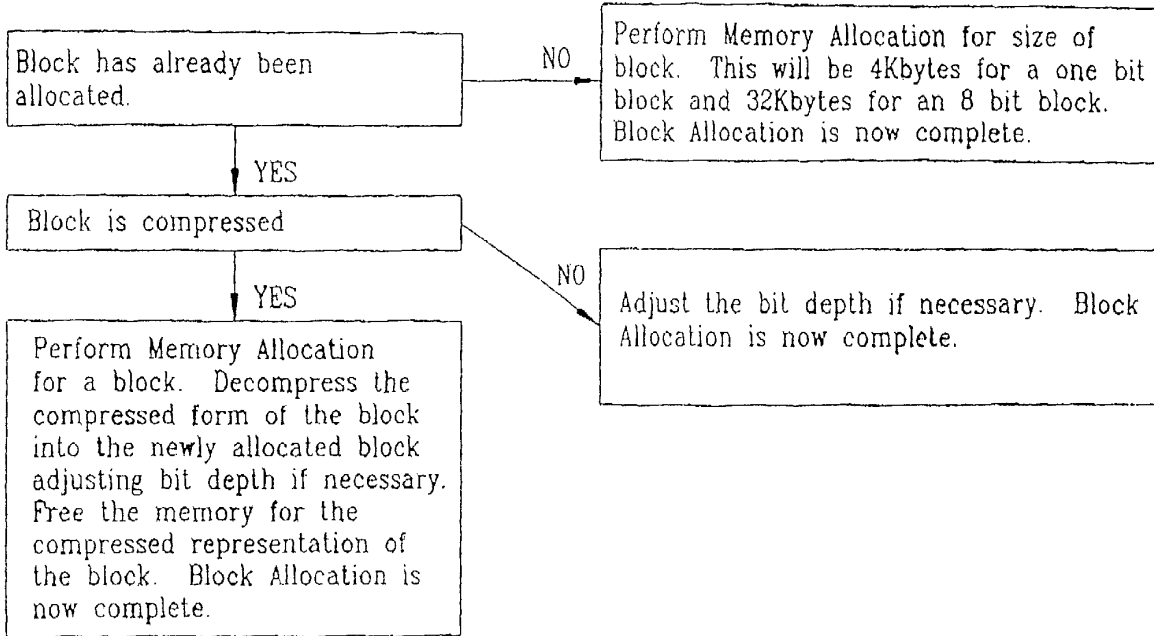 Block has already been
allocated.
NO
Perform Memory Allocation for size of
block. This will be 4Kbytes for a one bit
block and 32Kbytes for an 8 bit block.
Block Allocation is now complete.
YES
Block is compressed
NO
Adjust the bit depth if necessary. Block
Allocation is now complete.
YES
Perform Memory Allocation
for a block. Decompress the
compressed form of the block
into the newly allocated block
adjusting bit depth if necessary.
Free the memory for the
compressed representation of
the block. Block Allocation is
now complete.